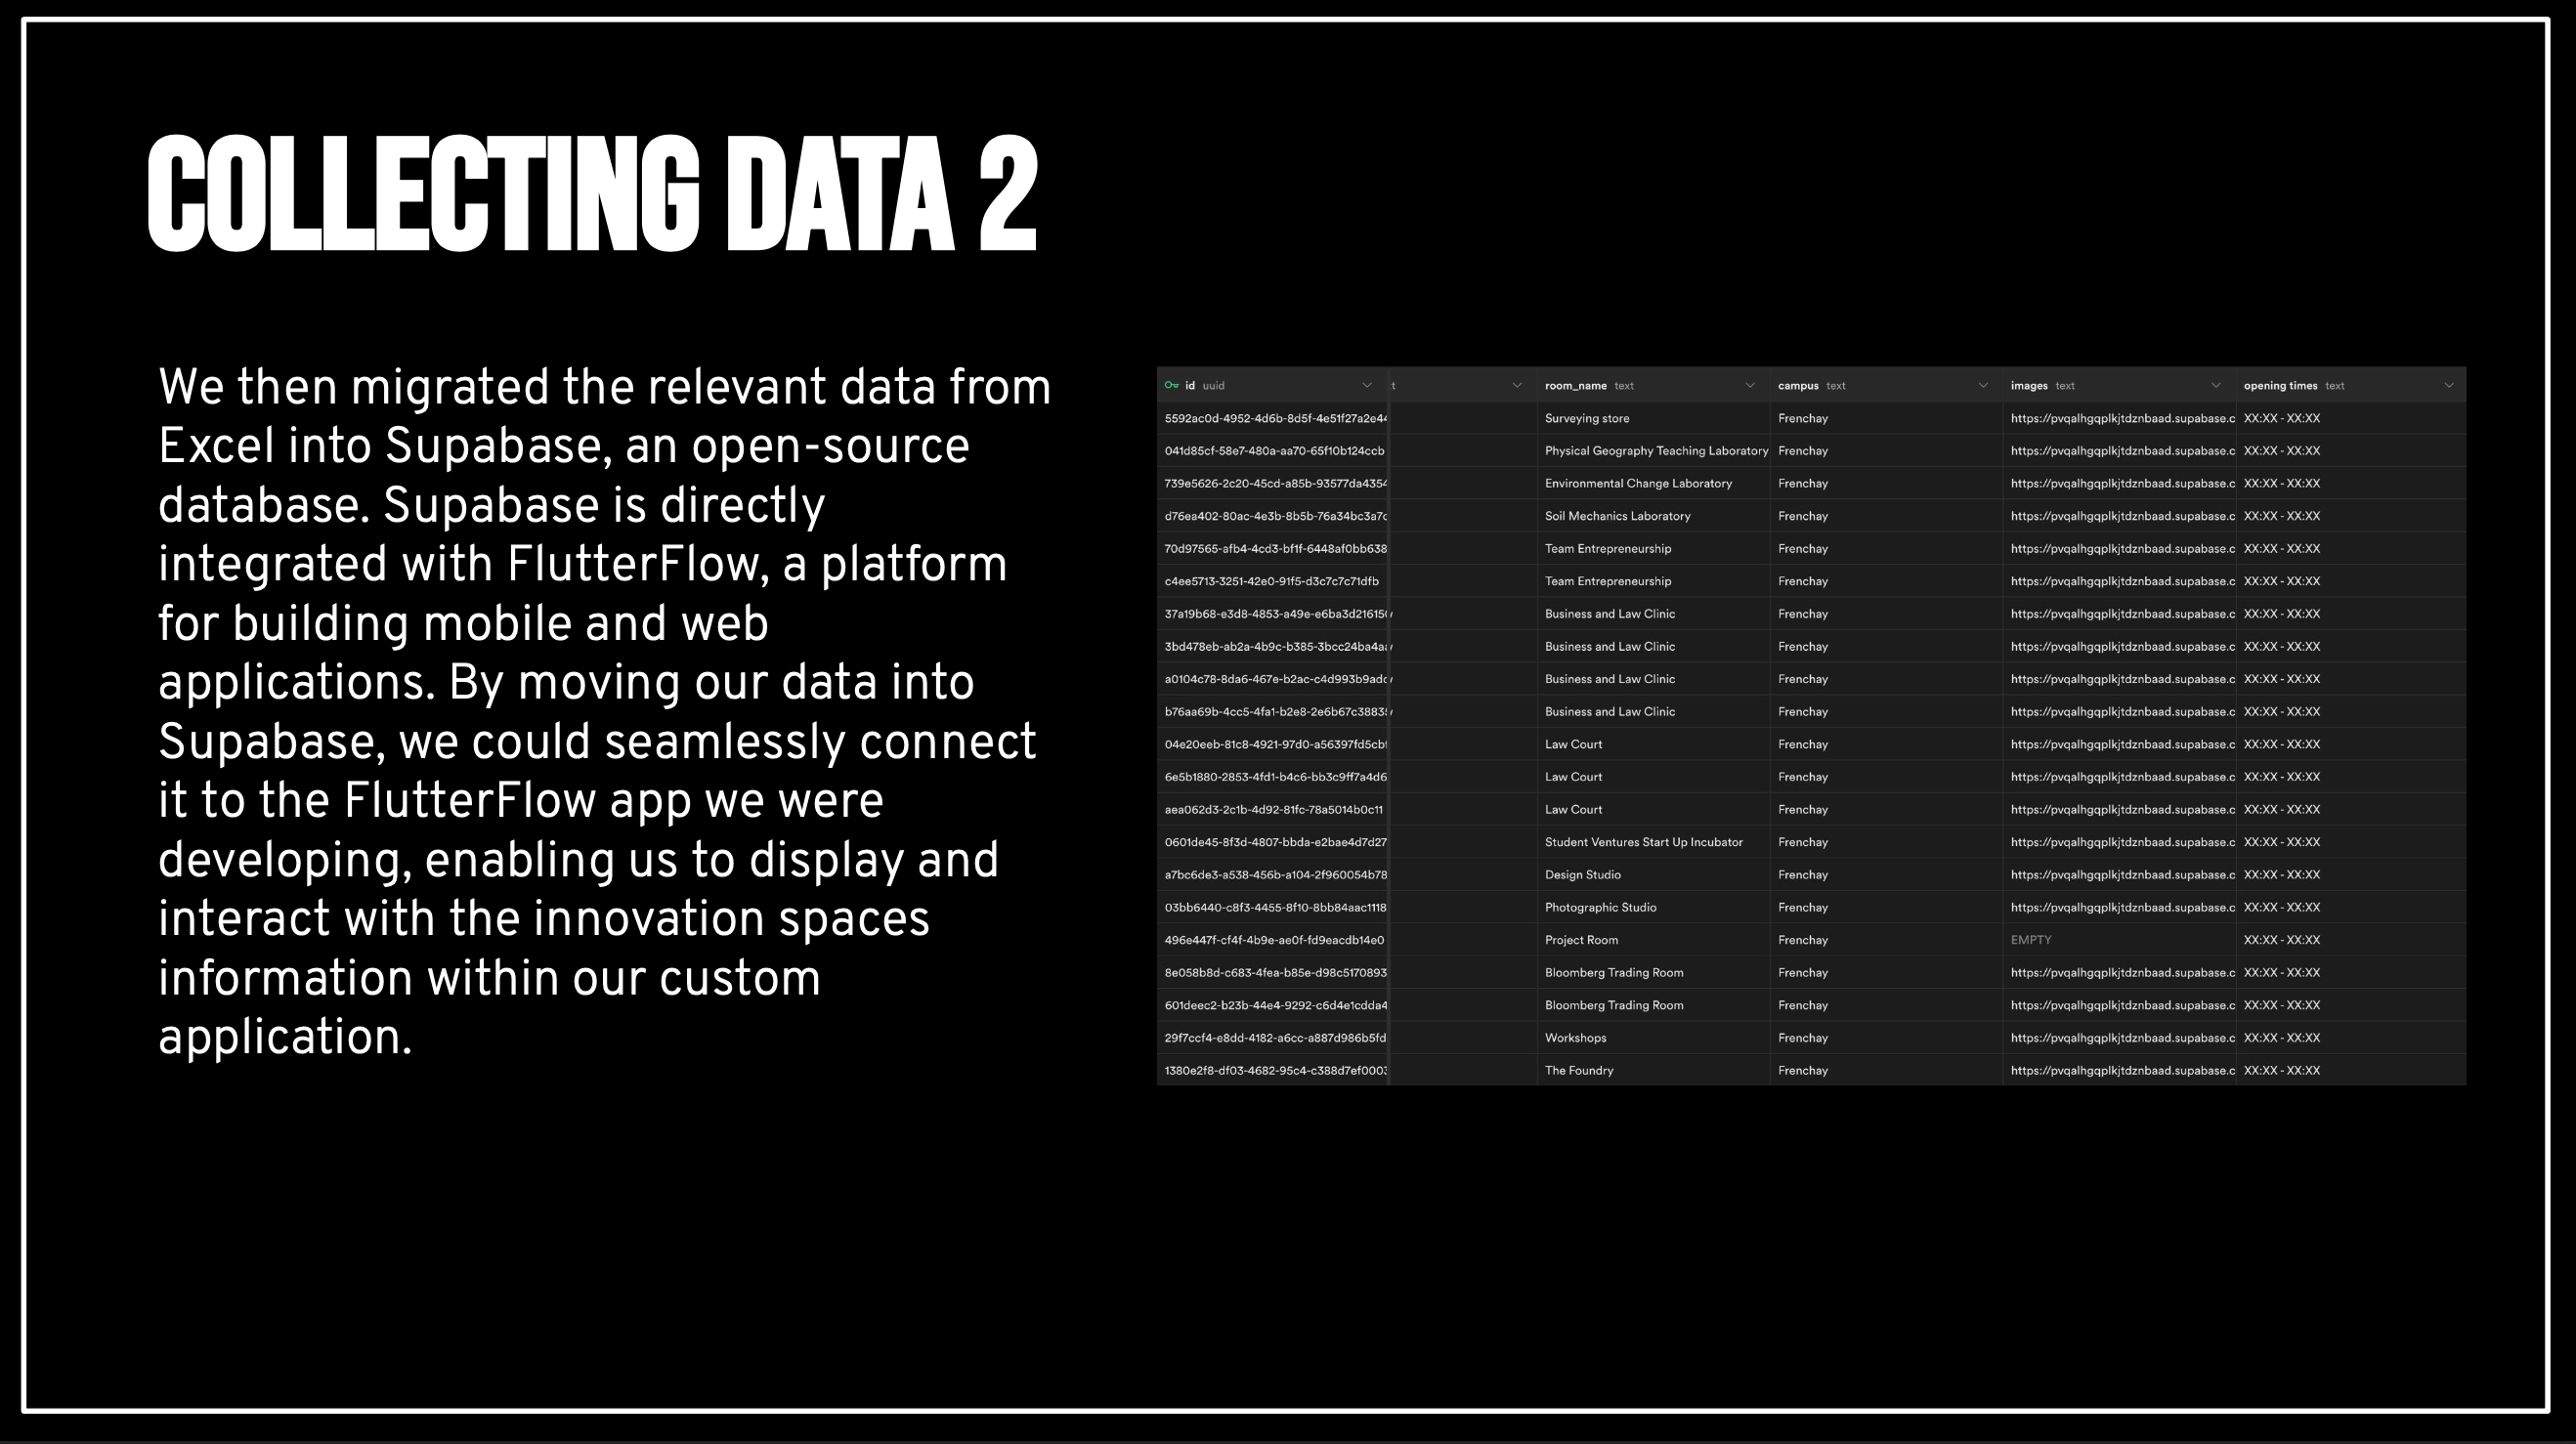 COLLECTING DATA 2
We then migrated the relevant data from
Excel into Supabase, an open-source
database. Supabase is directly
integrated with FlutterFlow, a platform
for building mobile and web
applications. By moving our data into
Supabase, we could seamlessly connect
it to the FlutterFlow app we were
developing, enabling us to display and
interact with the innovation spaces
information within our custom
application.
id uuid :t room_name text campus text images text opening times text
5592ac0d-4952-4d6b-8d5f-4e51f27a2e44 Surveying store Frenchay https://pvqalhgqplkjtdznbaad.supabase.c XX:XX - XX:XX
041d85cf-58e7-480a-aa70-65f10b124ccb Physical Geography Teaching Laboratory Frenchay https://pvqalhgqplkjtdznbaad.supabase.c XX:XX - XX:XX
739e5626-2c20-45cd-a85b-93577da4354 Environmental Change Laboratory Frenchay https://pvqalhgqplkjtdznbaad.supabase.c XX:XX - XX:XX
d76ea402-80ac-4e3b-8b5b-76a34bc3a7c Soil Mechanics Laboratory Frenchay https://pvqalhgqplkjtdznbaad.supabase.c XX:XX - XX:XX
70d97565-afb4-4cd3-bf1f-6448af0bb638 Team Entrepreneurship Frenchay https://pvqalhgqplkjtdznbaad.supabase.c XX:XX - XX:XX
c4ee5713-3251-42e0-91f5-d3c7c7c71dfb Team Entrepreneurship Frenchay https://pvqalhgqplkjtdznbaad.supabase.c XX:XX - XX:XX
37a19b68-e3d8-4853-a49e-e6ba3d21615 Business and Law Clinic Frenchay https://pvqalhgqplkjtdznbaad.supabase.c XX:XX - XX:XX
3bd478eb-ab2a-4b9c-b385-3bcc24ba4a Business and Law Clinic Frenchay https://pvqalhgqplkjtdznbaad.supabase.c XX:XX - XX:XX
a0104c78-8da6-467e-b2ac-c4d993b9adc Business and Law Clinic Frenchay https://pvqalhgqplkjtdznbaad.supabase.c XX:XX - XX:XX
b76aa69b-4cc5-4fa1-b2e8-2e6b67c3883 Business and Law Clinic Frenchay https://pvqalhgqplkjtdznbaad.supabase.c XX:XX - XX:XX
04e20eeb-81c8-4921-97d0-a56397fd5cb Law Court Frenchay https://pvqalhgqplkjtdznbaad.supabase.c XX:XX - XX:XX
6e5b1880-2853-4fd1-b4c6-bb3c9ff7a4d6 Law Court Frenchay https://pvqalhgqplkjtdznbaad.supabase.c XX:XX - XX:XX
aea062d3-2c1b-4d92-81fc-78a5014b0c11 Law Court Frenchay https://pvqalhgqplkjtdznbaad.supabase.c XX:XX - XX:XX
0601de45-8f3d-4807-bbda-e2bae4d7d27 Student Ventures Start Up Incubator Frenchay https://pvqalhgqplkjtdznbaad.supabase.c XX:XX - XX:XX
a7bc6de3-a538-456b-a104-2f960054b78 Design Studio Frenchay https://pvqalhgqplkjtdznbaad.supabase.c XX:XX - XX:XX
03bb6440-c8f3-4455-8f10-8bb84aac1118 Photographic Studio Frenchay https://pvqalhgqplkjtdznbaad.supabase.c XX:XX - XX:XX
496e447f-cf4f-4b9e-ae0f-fd9eacdb14e0 Project Room Frenchay EMPTY XX:XX - XX:XX
8e058b8d-c683-4fea-b85e-d98c5170893 Bloomberg Trading Room Frenchay https://pvqalhgqplkjtdznbaad.supabase.c XX:XX - XX:XX
601deec2-b23b-44e4-9292-c6d4e1cdda4 Bloomberg Trading Room Frenchay https://pvqalhgqplkjtdznbaad.supabase.c XX:XX - XX:XX
29f7ccf4-e8dd-4182-a6cc-a887d986b5fd Workshops Frenchay https://pvqalhgqplkjtdznbaad.supabase.c XX:XX - XX:XX
1380e2f8-df03-4682-95c4-c388d7ef0003 The Foundry Frenchay https://pvqalhgqplkjtdznbaad.supabase.c XX:XX - XX:XX